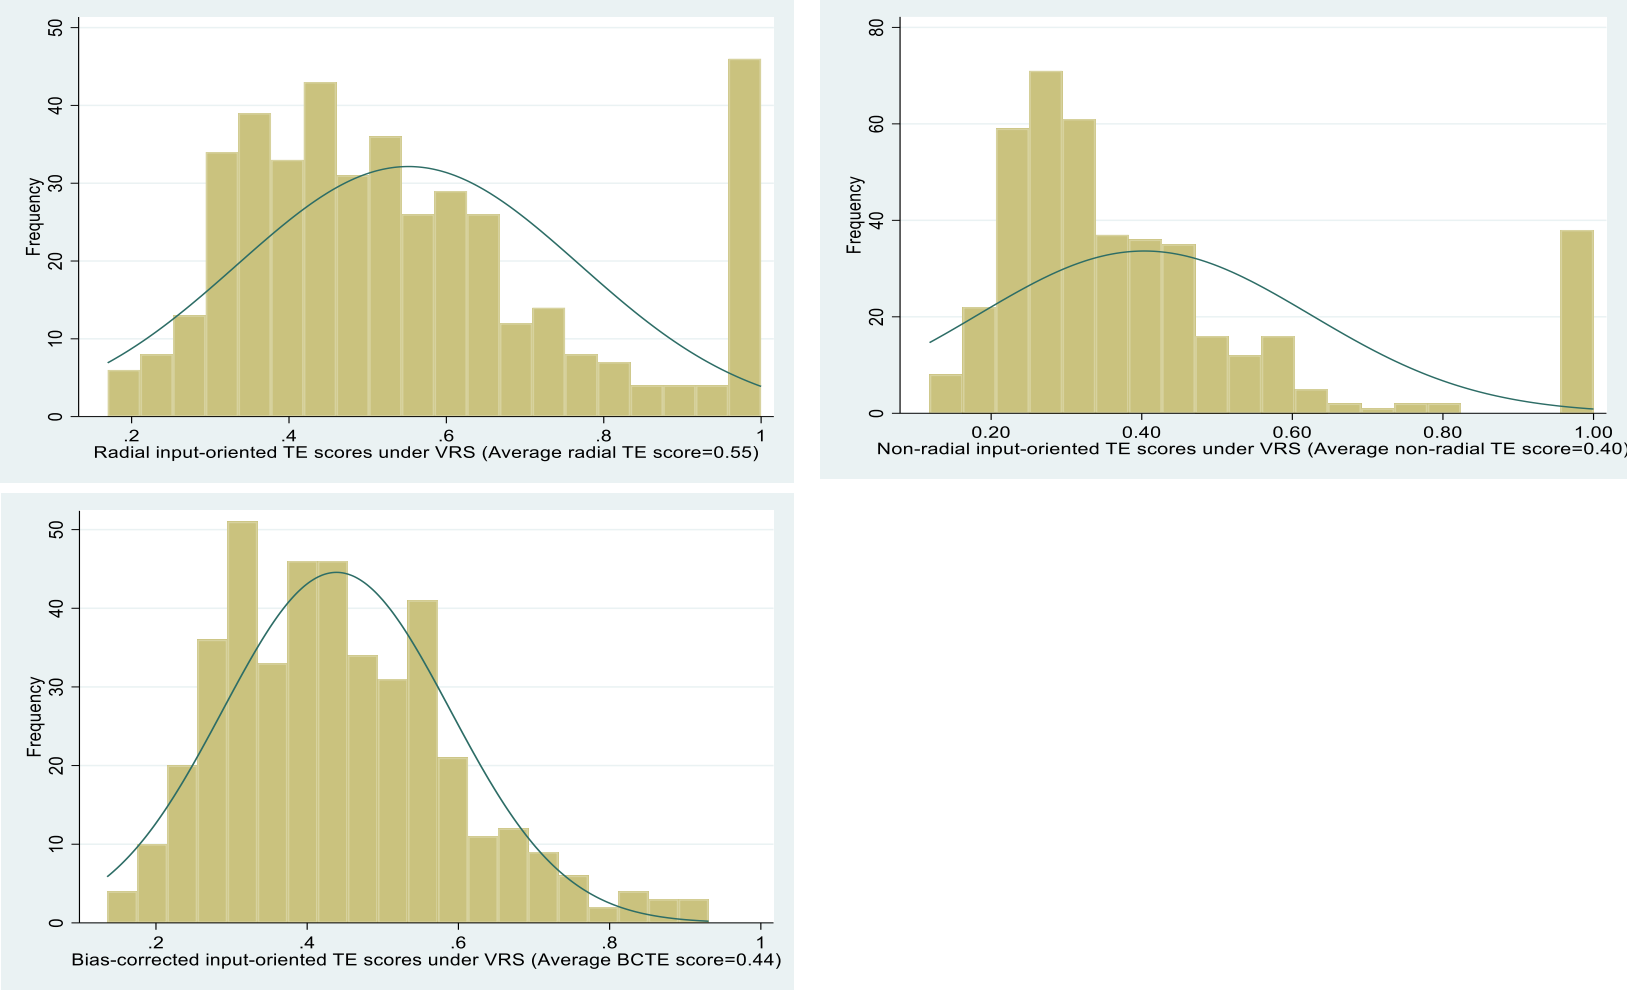 50
40
30
20
10
0
Frequency
.2 .4 .6 .8 1
Radial input-oriented TE scores under VRS (Average radial TE score=0.55)
80
60
40
20
0
Frequency
0.20 0.40 0.60 0.80 1.00
Non-radial input-oriented TE scores under VRS (Average non-radial TE score=0.40)
50
40
30
20
10
0
Frequency
.2 .4 .6 .8 1
Bias-corrected input-oriented TE scores under VRS (Average BCTE score=0.44)